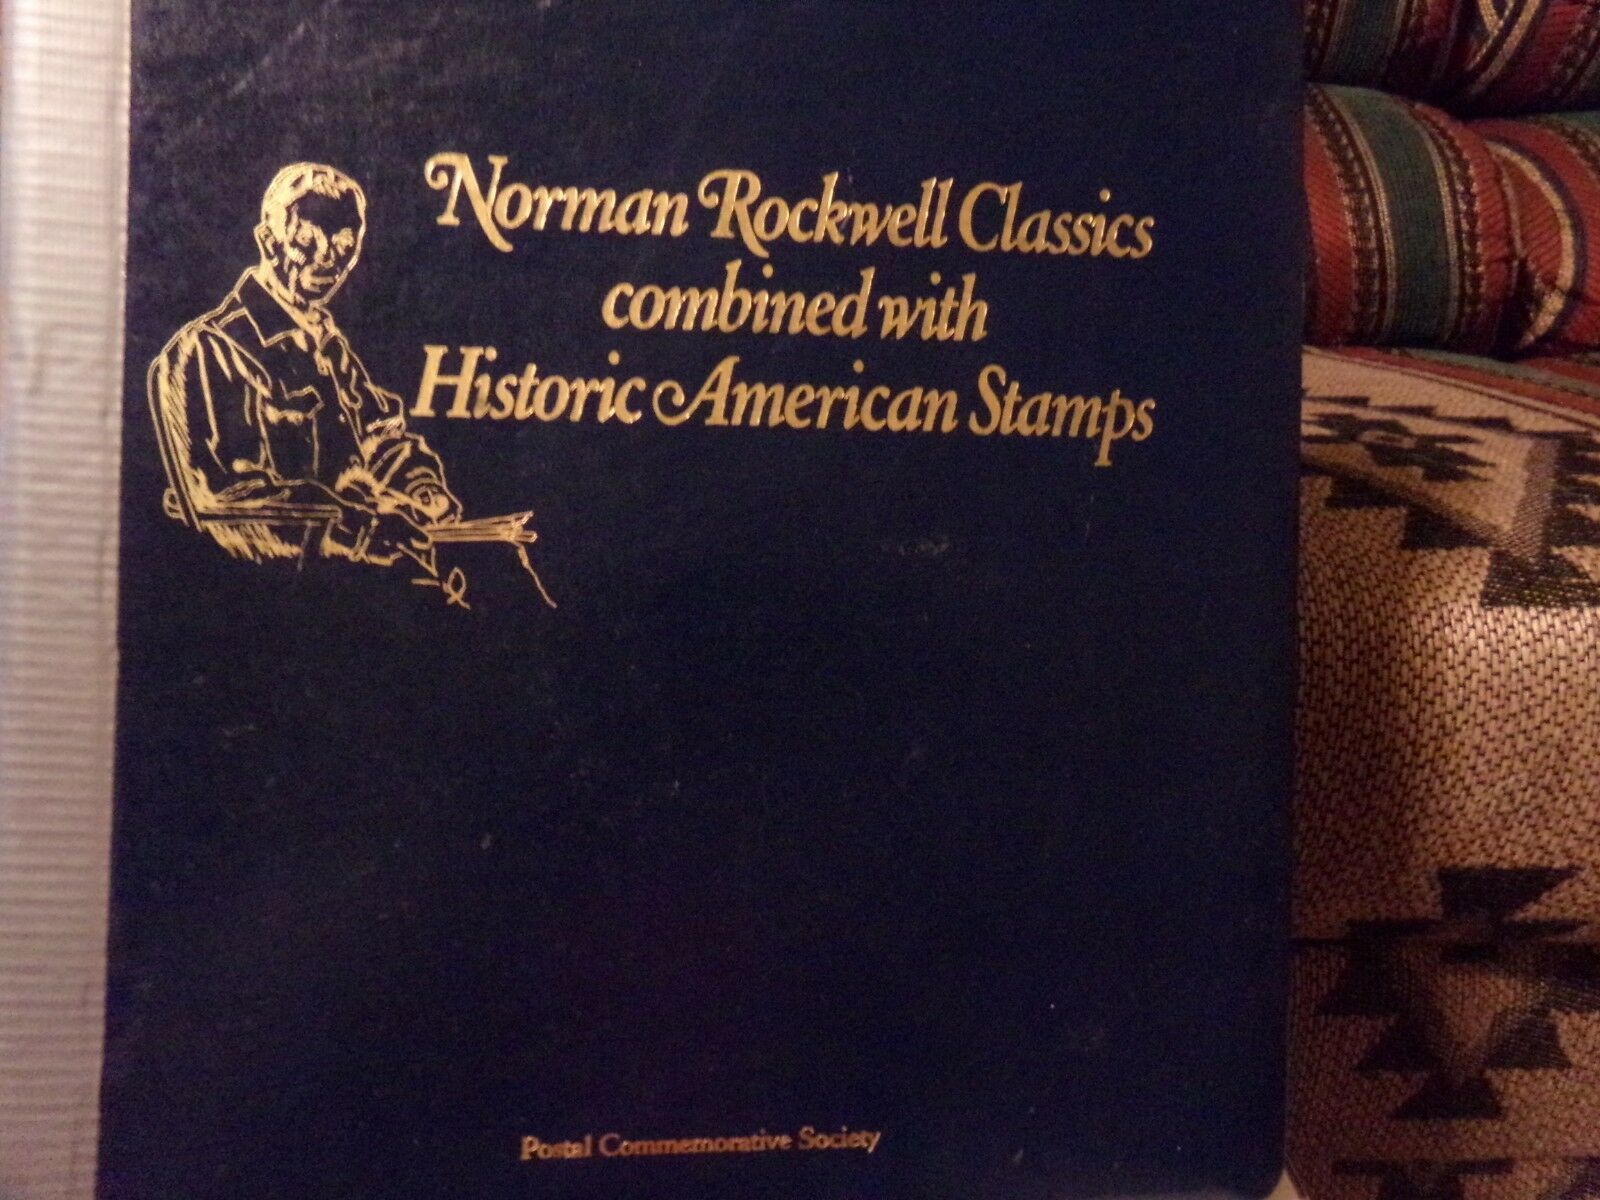 Norman Rockwell Classics
combined with
Historic American Stamps
Postal Commemorative Society